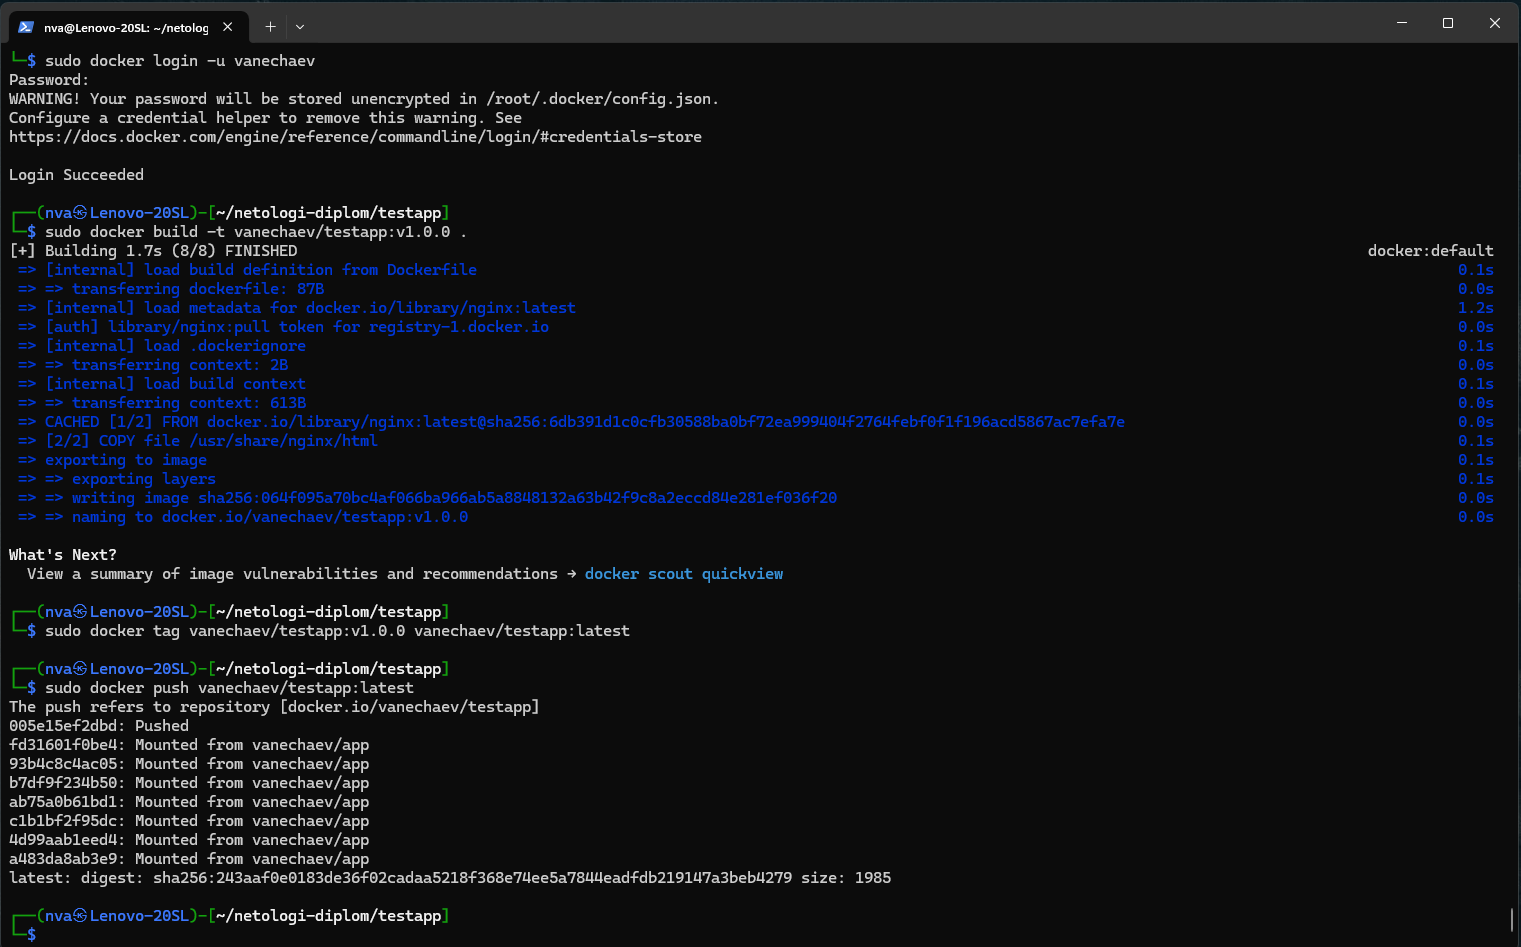 nva@Lenovo-20SL: ~/netolog
└─$ sudo docker login -u vanechaev
Password:
WARNING! Your password will be stored unencrypted in /root/.docker/config.json.
Configure a credential helper to remove this warning. See
https://docs.docker.com/engine/reference/commandline/login/#credentials-store
Login Succeeded
┌──(nva㉿Lenovo-20SL)-[~/netologi-diplom/testapp]
└─$ sudo docker build -t vanechaev/testapp:v1.0.0 .
[+] Building 1.7s (8/8) FINISHED docker:default
=> [internal] load build definition from Dockerfile 0.1s
=> => transferring dockerfile: 87B 0.0s
=> [internal] load metadata for docker.io/library/nginx:latest 1.2s
=> [auth] library/nginx:pull token for registry-1.docker.io 0.0s
=> [internal] load .dockerignore 0.1s
=> => transferring context: 2B 0.0s
=> [internal] load build context 0.1s
=> => transferring context: 613B 0.0s
=> CACHED [1/2] FROM docker.io/library/nginx:latest@sha256:6db391d1c0cfb30588ba0bf72ea999404f2764febf0f1f196acd5867ac7efa7e 0.0s
=> [2/2] COPY file /usr/share/nginx/html 0.1s
=> exporting to image 0.1s
=> => exporting layers 0.1s
=> => writing image sha256:064f095a70bc4af066ba966ab5a8848132a63b42f9c8a2eccd84e281ef036f20 0.0s
=> => naming to docker.io/vanechaev/testapp:v1.0.0 0.0s
What's Next?
View a summary of image vulnerabilities and recommendations → docker scout quickview
┌──(nva㉿Lenovo-20SL)-[~/netologi-diplom/testapp]
└─$ sudo docker tag vanechaev/testapp:v1.0.0 vanechaev/testapp:latest
┌──(nva㉿Lenovo-20SL)-[~/netologi-diplom/testapp]
└─$ sudo docker push vanechaev/testapp:latest
The push refers to repository [docker.io/vanechaev/testapp]
005e15ef2dbd: Pushed
fd31601f0be4: Mounted from vanechaev/app
93b4c8c4ac05: Mounted from vanechaev/app
b7df9f234b50: Mounted from vanechaev/app
ab75a0b61bd1: Mounted from vanechaev/app
c1b1bf2f95dc: Mounted from vanechaev/app
4d99aab1eed4: Mounted from vanechaev/app
a483da8ab3e9: Mounted from vanechaev/app
latest: digest: sha256:243aaf0e0183de36f02cadaa5218f368e74ee5a7844eadfdb219147a3beb4279 size: 1985
┌──(nva㉿Lenovo-20SL)-[~/netologi-diplom/testapp]
└─$